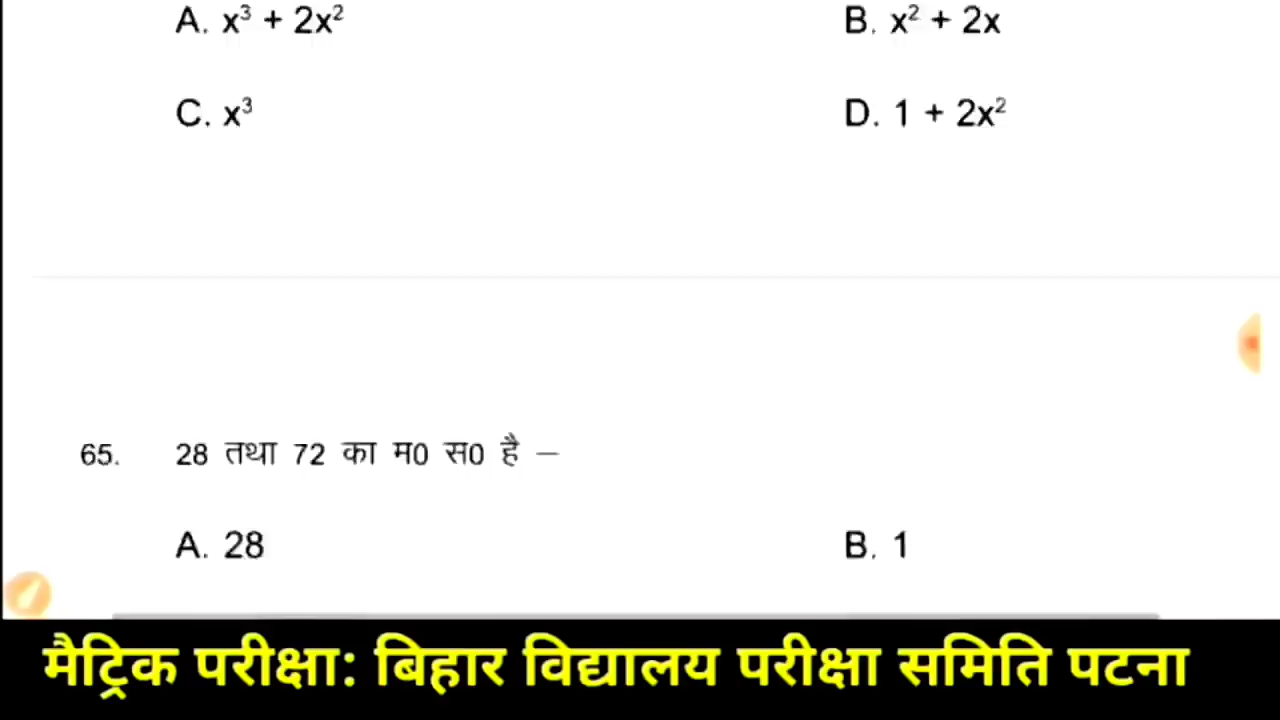 A. x³ + 2x² B. x² + 2x
C. x³ D. 1 + 2x²
65. 28 तथा 72 का म0 स0 है –
A. 28 B. 1
मैट्रिक परीक्षा: बिहार विद्यालय परीक्षा समिति पटना